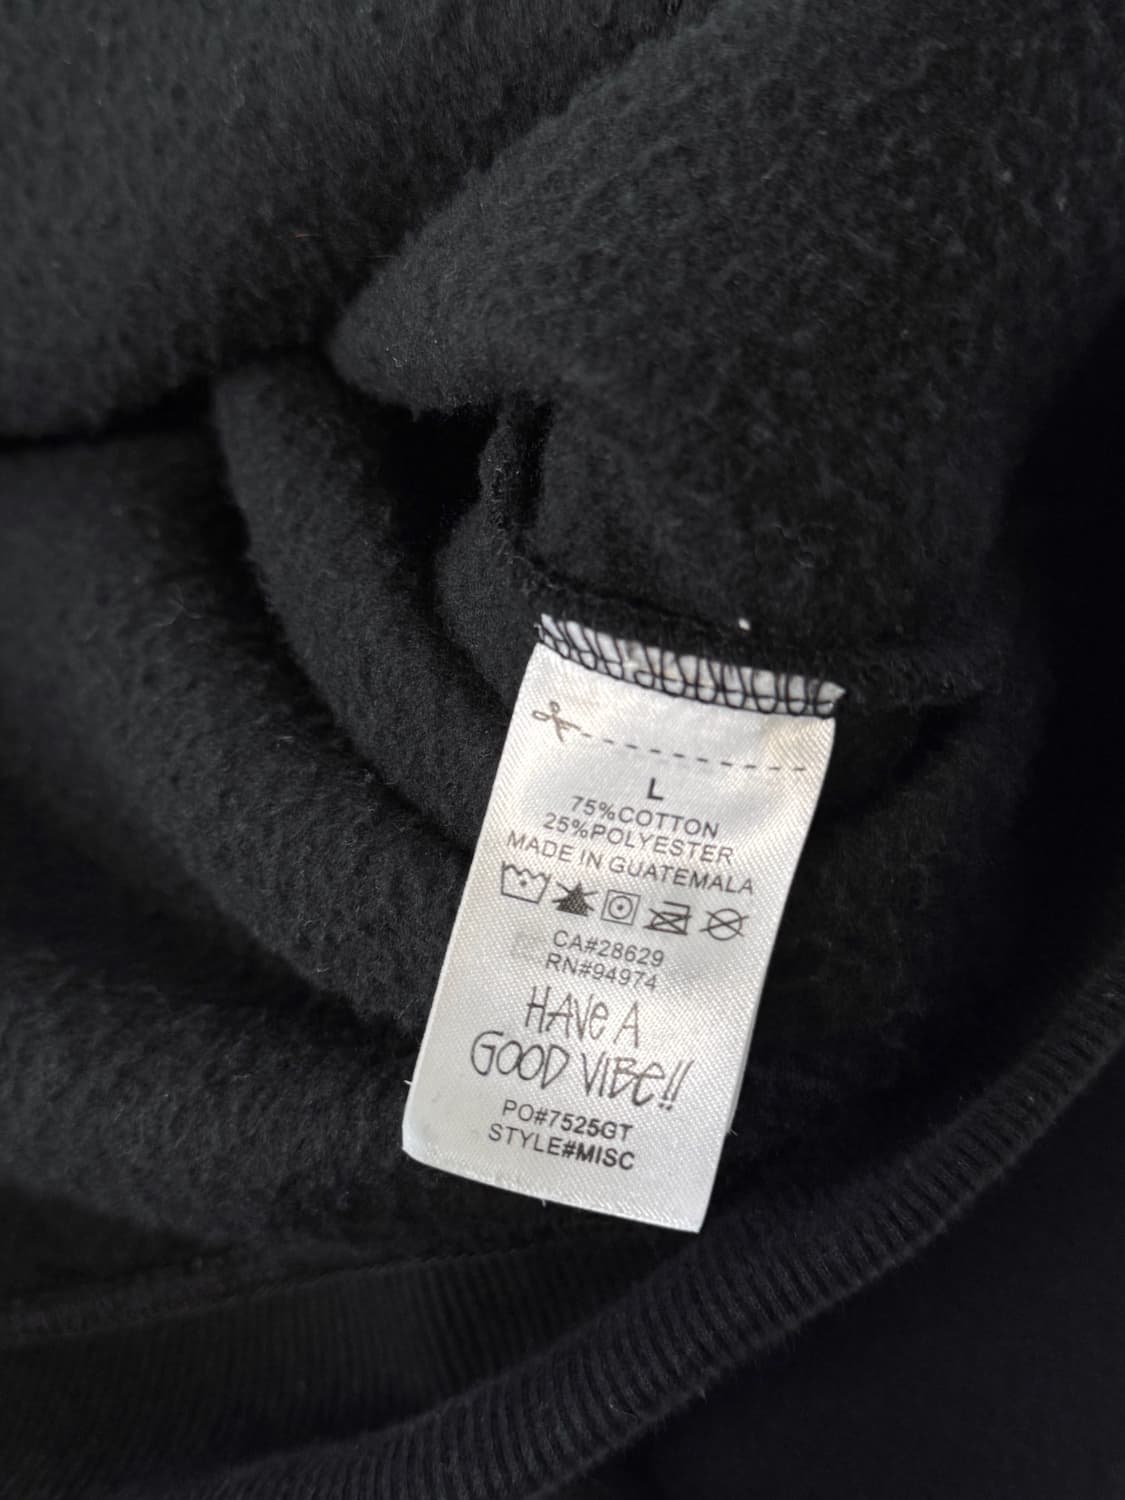 L
75%COTTON
25%POLYESTER
MADE IN GUATEMALA
CA#28629
RN#94974
HAVe A
GOOD VIBe!!
PO#7525GT
STYLE#MISC